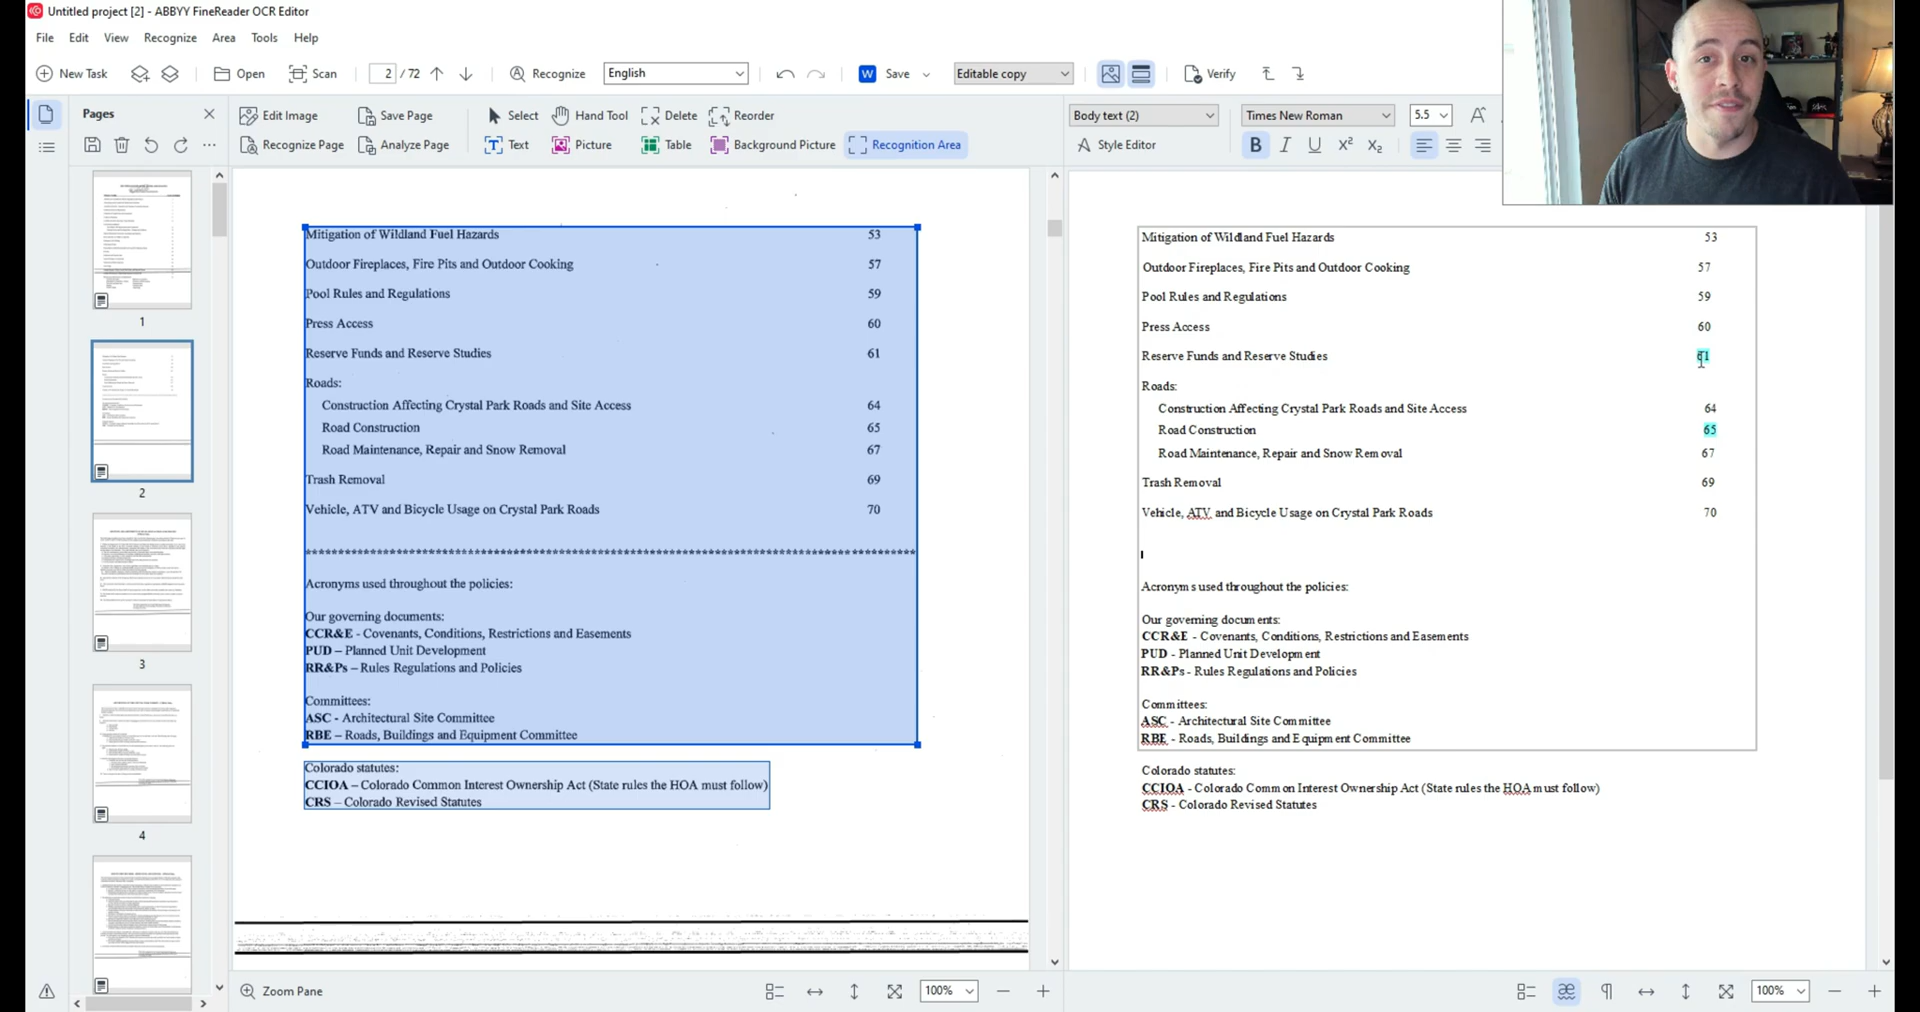 Untitled project [2] - ABBYY FineReader OCR Editor
File Edit View Recognize Area Tools Help
New Task Open Scan 2 / 72 Recognize English Save Editable copy Verify
Pages
Edit Image Save Page Select Hand Tool Delete Reorder
Recognize Page Analyze Page Text Picture Table Background Picture Recognition Area
Body text (2) Times New Roman 5.5
Style Editor B I U X² X₂
1
2
3
4
Mitigation of Wildland Fuel Hazards 53
Outdoor Fireplaces, Fire Pits and Outdoor Cooking 57
Pool Rules and Regulations 59
Press Access 60
Reserve Funds and Reserve Studies 61
Roads:
Construction Affecting Crystal Park Roads and Site Access 64
Road Construction 65
Road Maintenance, Repair and Snow Removal 67
Trash Removal 69
Vehicle, ATV and Bicycle Usage on Crystal Park Roads 70
Acronyms used throughout the policies:
Our governing documents:
CCR&E - Covenants, Conditions, Restrictions and Easements
PUD – Planned Unit Development
RR&Ps – Rules Regulations and Policies
Committees:
ASC - Architectural Site Committee
RBE – Roads, Buildings and Equipment Committee
Colorado statutes:
CCIOA – Colorado Common Interest Ownership Act (State rules the HOA must follow)
CRS – Colorado Revised Statutes
Mitigation of Wildland Fuel Hazards 53
Outdoor Fireplaces, Fire Pits and Outdoor Cooking 57
Pool Rules and Regulations 59
Press Access 60
Reserve Funds and Reserve Studies 61
Roads:
Construction Affecting Crystal Park Roads and Site Access 64
Road Construction 65
Road Maintenance, Repair and Snow Removal 67
Trash Removal 69
Vehicle, ATV and Bicycle Usage on Crystal Park Roads 70
Acronyms used throughout the policies:
Our governing documents:
CCR&E - Covenants, Conditions, Restrictions and Easements
PUD - Planned Unit Development
RR&Ps - Rules Regulations and Policies
Committees:
ASC - Architectural Site Committee
RBE - Roads, Buildings and Equipment Committee
Colorado statutes:
CCIOA - Colorado Common Interest Ownership Act (State rules the HOA must follow)
CRS - Colorado Revised Statutes
Zoom Pane 100% 100%